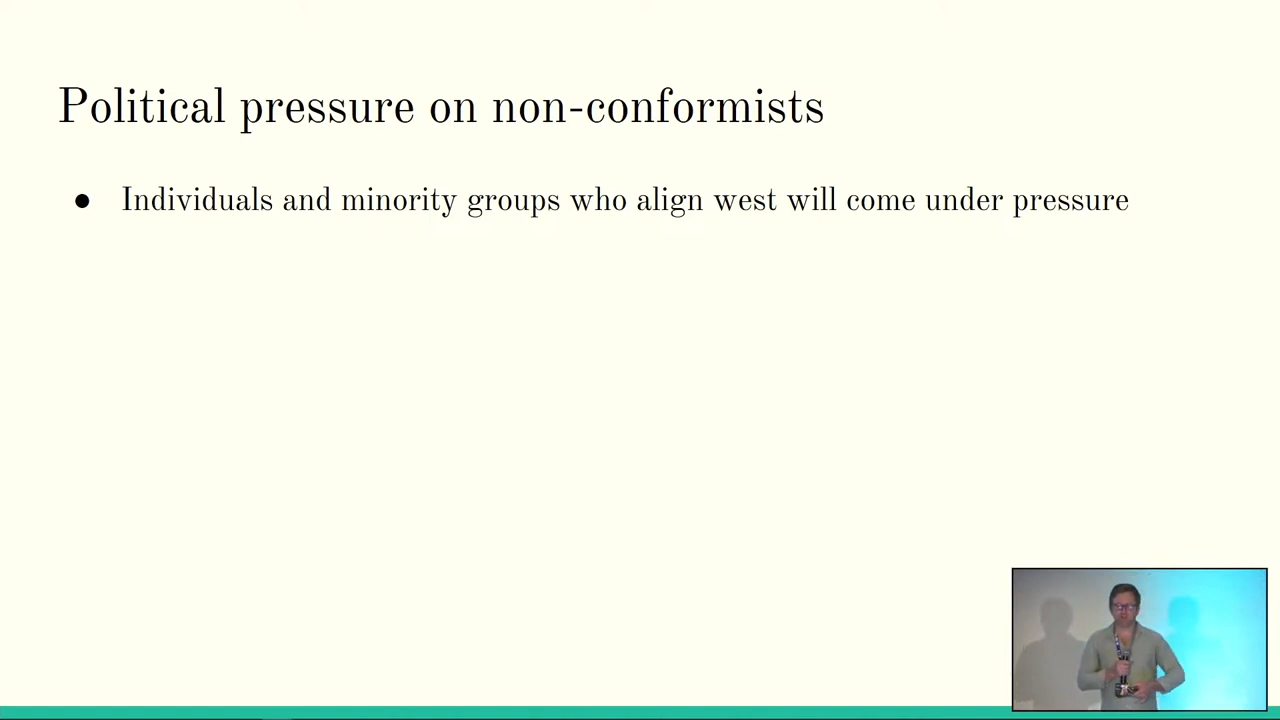 Political pressure on non-conformists
● Individuals and minority groups who align west will come under pressure